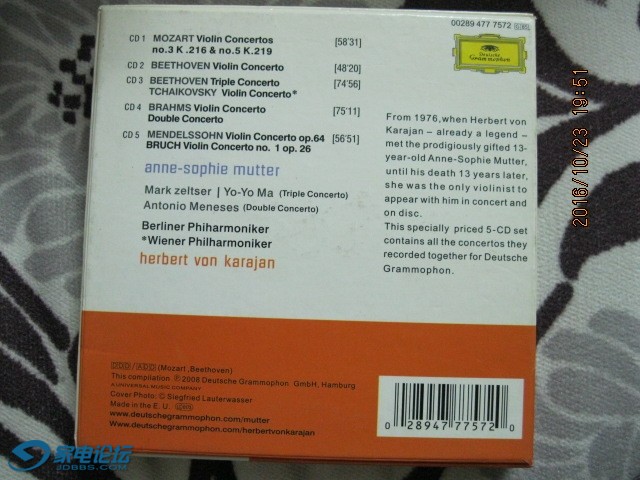 00289 477 7572
Deutsche
Grammophon
CD 1 MOZART Violin Concertos [58'31]
no.3 K .216 & no.5 K.219
CD 2 BEETHOVEN Violin Concerto [48'20]
CD 3 BEETHOVEN Triple Concerto [74'56]
TCHAIKOVSKY Violin Concerto*
CD 4 BRAHMS Violin Concerto [75'11]
Double Concerto
CD 5 MENDELSSOHN Violin Concerto op.64 [56'51]
BRUCH Violin Concerto no. 1 op. 26
anne-sophie mutter
Mark zeltser | Yo-Yo Ma (Triple Concerto)
Antonio Meneses (Double Concerto)
Berliner Philharmoniker
*Wiener Philharmoniker
herbert von karajan
From 1976,when Herbert von
Karajan – already a legend –
met the prodigiously gifted 13-
year-old Anne-Sophie Mutter,
until his death 13 years later,
she was the only violinist to
appear with him in concert and
on disc.
This specially priced 5-CD set
contains all the concertos they
recorded together for Deutsche
Grammophon.
2016/10/23 19:51
(Mozart ,Beethoven)
This compilation ℗2008 Deutsche Grammophon. GmbH, Hamburg
A UNIVERSAL MUSIC COMPANY
Cover Photo: © Siegfried Lauterwasser
Made in the E. U.
www.deutschegrammophon.com/mutter
www.deutschegrammophon.com/herbertvonkarajan
0 28947 77572 0
家电论坛
JDBBS.COM